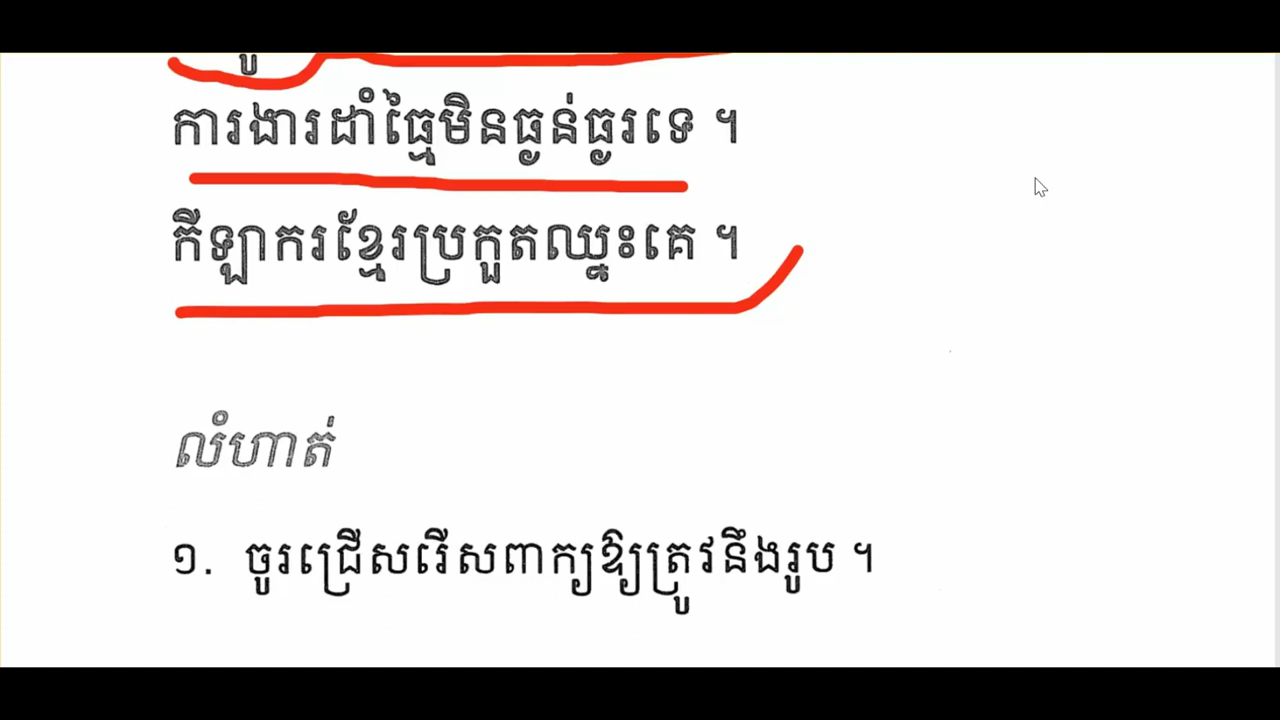 ការងារដាំធ្មៃមិនធ្ងន់ធ្ងរទេ ។
កីឡាករខ្មែរប្រកួតឈ្នះគេ ។
លំហាត់
១. ចូរជ្រើសរើសពាក្យឱ្យត្រូវនឹងរូប ។